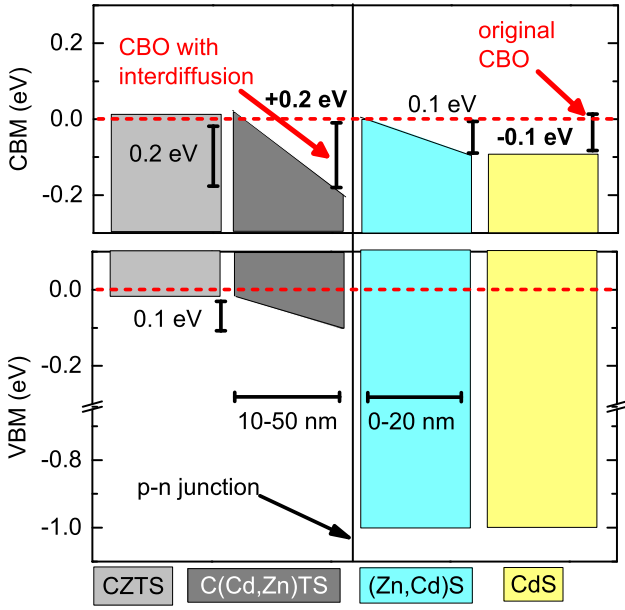 0.2
CBO with
interdiffusion
original
CBO
+0.2 eV
0.1 eV
0.0
CBM (eV)
0.2 eV
-0.1 eV
-0.2
0.0
0.1 eV
VBM (eV)
-0.2
10-50 nm
0-20 nm
-0.8
p-n junction
-1.0
CZTS
C(Cd,Zn)TS
(Zn,Cd)S
CdS